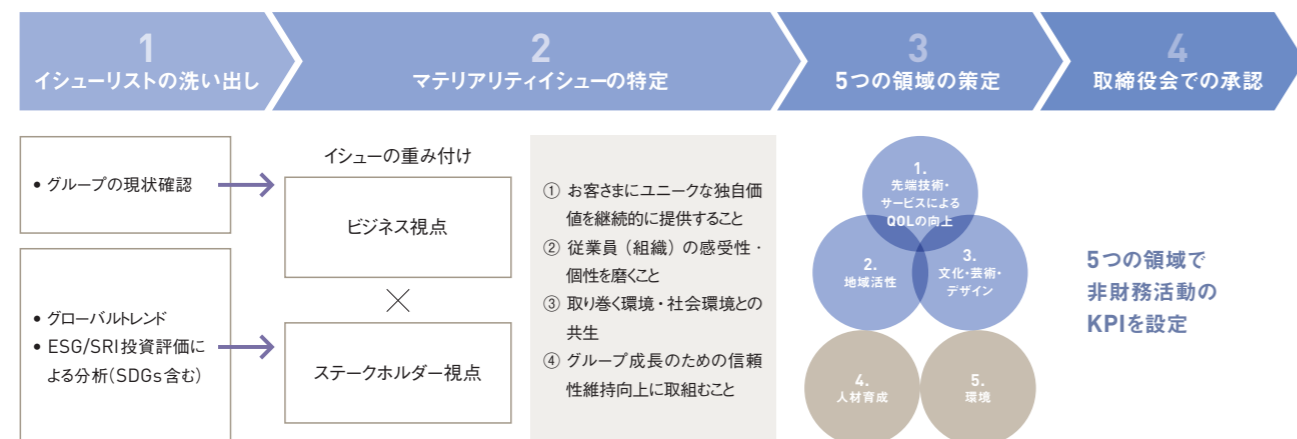 1
イシューリストの洗い出し
2
マテリアリティイシューの特定
3
5つの領域の策定
4
取締役会での承認
• グループの現状確認
• グローバルトレンド
• ESG/SRI投資評価に
よる分析(SDGs含む)
イシューの重み付け
ビジネス視点
×
ステークホルダー視点
① お客さまにユニークな独自価
値を継続的に提供すること
② 従業員（組織）の感受性・
個性を磨くこと
③ 取り巻く環境・社会環境との
共生
④ グループ成長のための信頼
性維持向上に取組むこと
1.
先端技術・
サービスによる
QOLの向上
2.
地域活性
3.
文化・芸術・
デザイン
4.
人材育成
5.
環境
5つの領域で
非財務活動の
KPIを設定